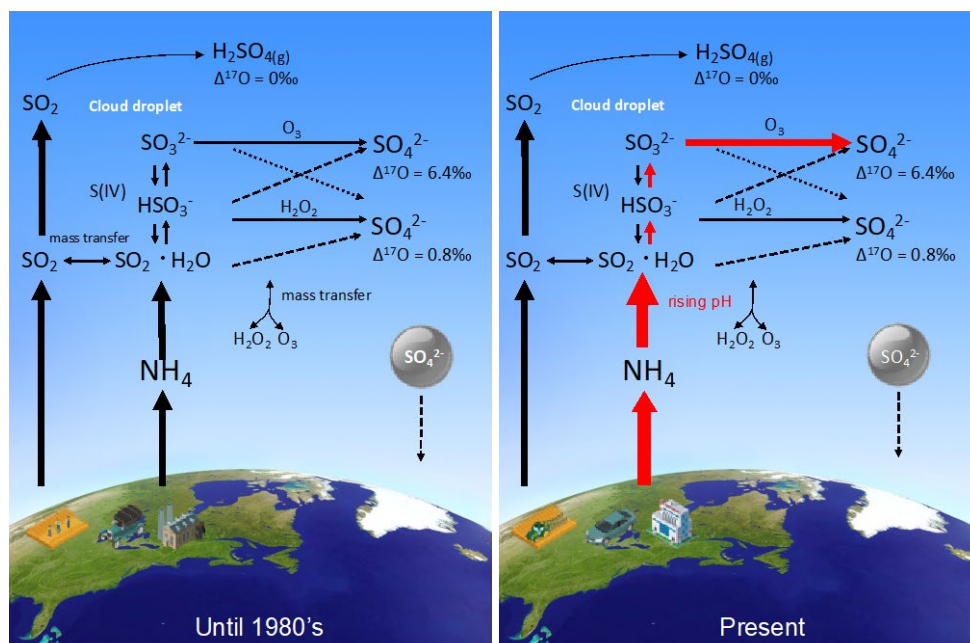 H₂SO₄₍g₎
Δ¹⁷O = 0‰
SO₂
Cloud droplet
O₃
SO₃²⁻
SO₄²⁻
Δ¹⁷O = 6.4‰
S(IV)
HSO₃⁻
H₂O₂
SO₄²⁻
mass transfer
Δ¹⁷O = 0.8‰
SO₂
SO₂ · H₂O
mass transfer
H₂O₂ O₃
SO₄²⁻
NH₄
Until 1980's
H₂SO₄₍g₎
Δ¹⁷O = 0‰
SO₂
Cloud droplet
O₃
SO₃²⁻
SO₄²⁻
Δ¹⁷O = 6.4‰
S(IV)
HSO₃⁻
H₂O₂
SO₄²⁻
Δ¹⁷O = 0.8‰
SO₂
SO₂ · H₂O
rising pH
mass transfer
H₂O₂ O₃
SO₄²⁻
NH₄
Present